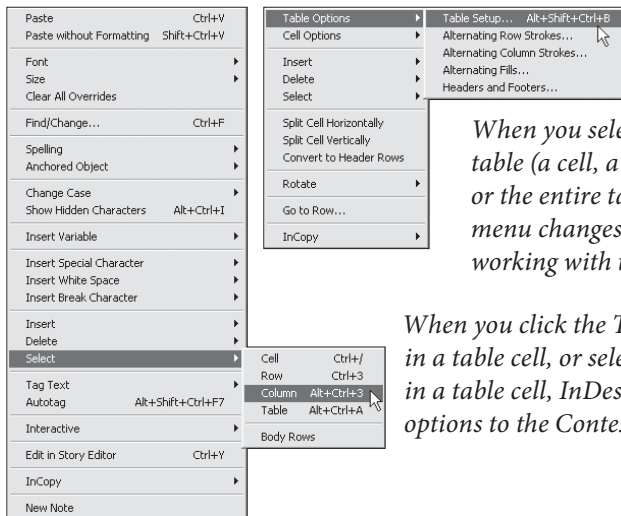 Paste Ctrl+V
Paste without Formatting Shift+Ctrl+V
Font
Size
Clear All Overrides
Find/Change... Ctrl+F
Spelling
Anchored Object
Change Case
Show Hidden Characters Alt+Ctrl+I
Insert Variable
Insert Special Character
Insert White Space
Insert Break Character
Insert
Delete
Select
Tag Text
Autotag Alt+Shift+Ctrl+F7
Interactive
Edit in Story Editor Ctrl+Y
InCopy
New Note
Cell Ctrl+/
Row Ctrl+3
Column Alt+Ctrl+3
Table Alt+Ctrl+A
Body Rows
Table Options
Cell Options
Insert
Delete
Select
Split Cell Horizontally
Split Cell Vertically
Convert to Header Rows
Rotate
Go to Row...
InCopy
Table Setup... Alt+Shift+Ctrl+B
Alternating Row Strokes...
Alternating Column Strokes...
Alternating Fills...
Headers and Footers...
When you sele
table (a cell, a
or the entire ta
menu changes
working with
When you click the T
in a table cell, or sele
in a table cell, InDes
options to the Conte